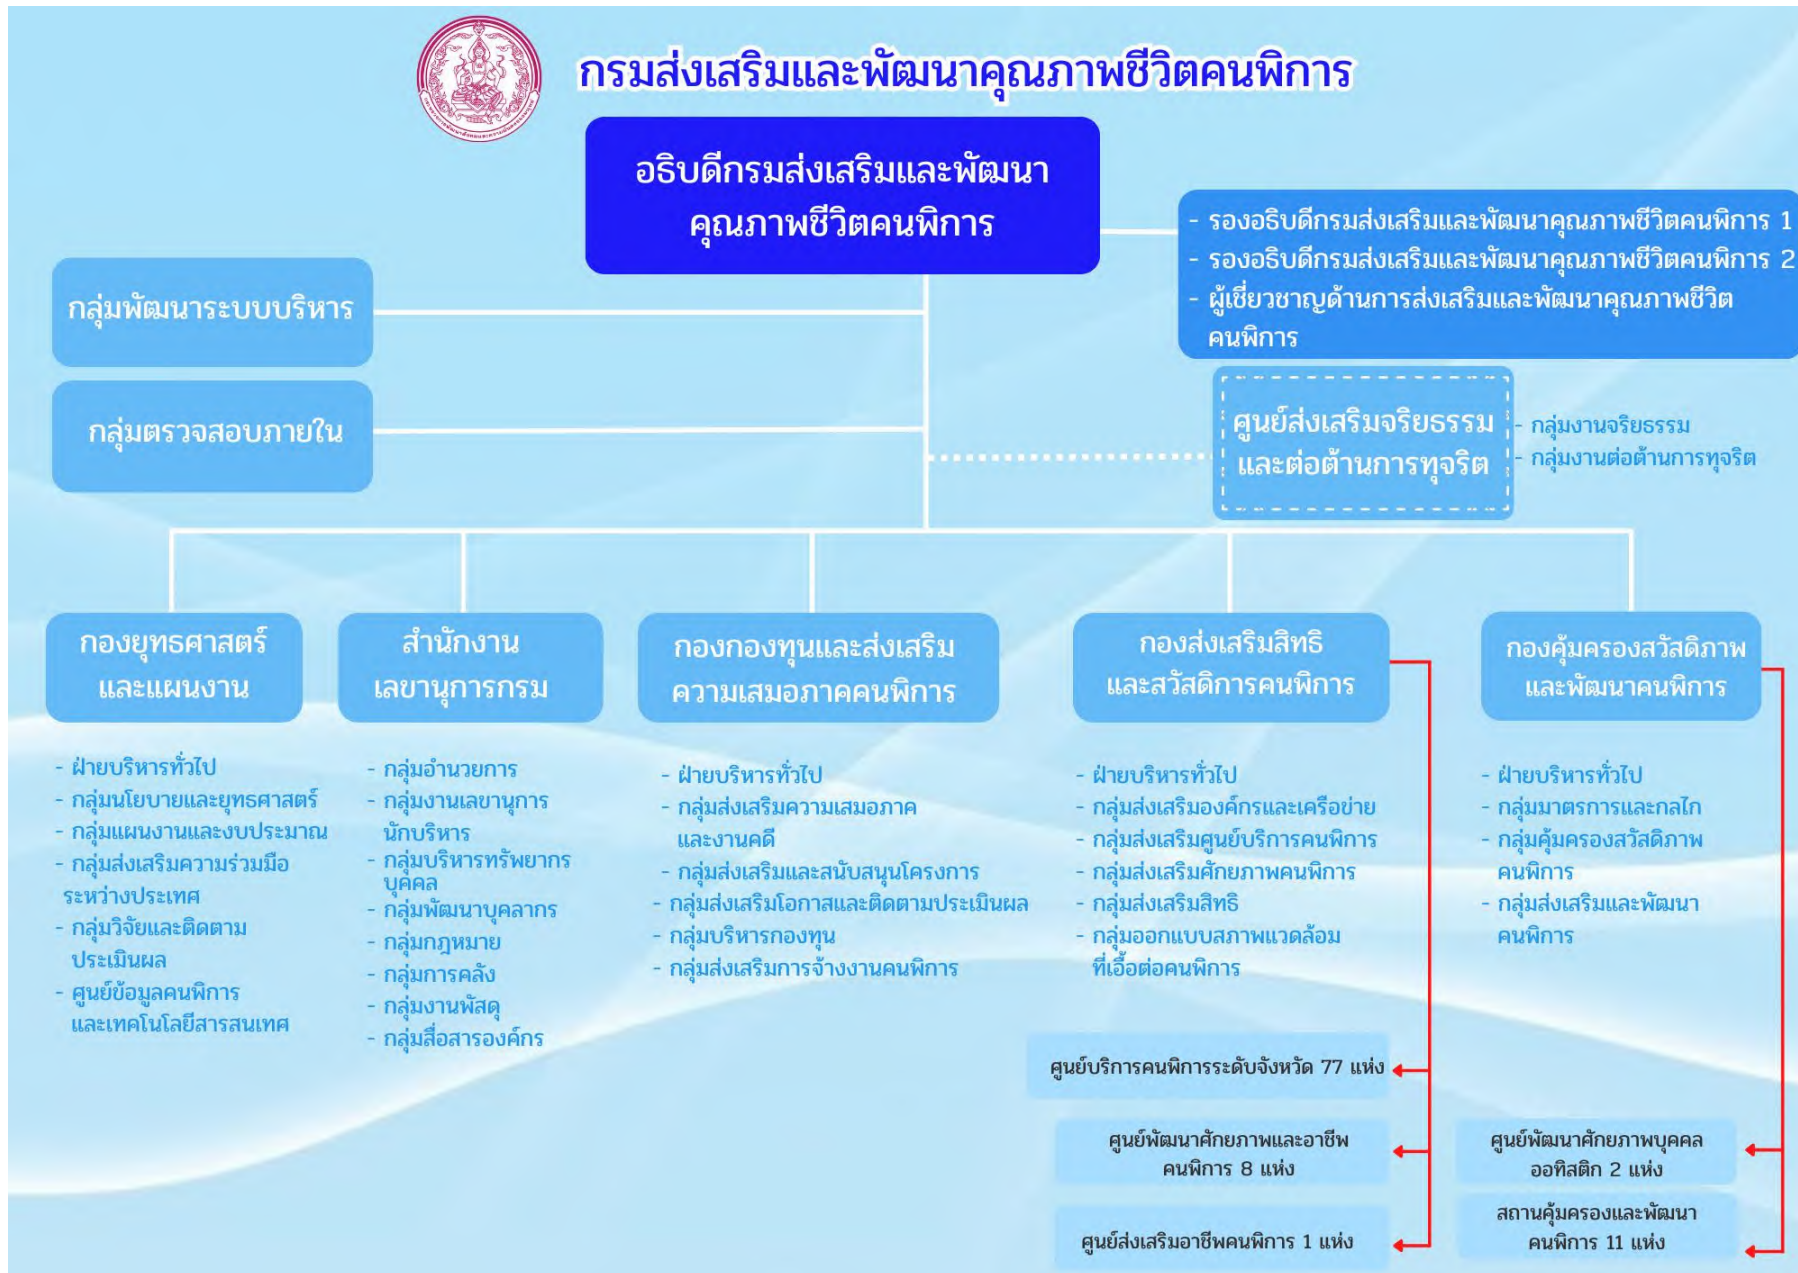 กรมส่งเสริมและพัฒนาคุณภาพชีวิตคนพิการ
อธิบดีกรมส่งเสริมและพัฒนา
คุณภาพชีวิตคนพิการ
- รองอธิบดีกรมส่งเสริมและพัฒนาคุณภาพชีวิตคนพิการ 1
- รองอธิบดีกรมส่งเสริมและพัฒนาคุณภาพชีวิตคนพิการ 2
- ผู้เชี่ยวชาญด้านการส่งเสริมและพัฒนาคุณภาพชีวิต
คนพิการ
กลุ่มพัฒนาระบบบริหาร
กลุ่มตรวจสอบภายใน
ศูนย์ส่งเสริมจริยธรรม
และต่อต้านการทุจริต
- กลุ่มงานจริยธรรม
- กลุ่มงานต่อต้านการทุจริต
กองยุทธศาสตร์
และแผนงาน
- ฝ่ายบริหารทั่วไป
- กลุ่มนโยบายและยุทธศาสตร์
- กลุ่มแผนงานและงบประมาณ
- กลุ่มส่งเสริมความร่วมมือ
ระหว่างประเทศ
- กลุ่มวิจัยและติดตาม
ประเมินผล
- ศูนย์ข้อมูลคนพิการ
และเทคโนโลยีสารสนเทศ
สำนักงาน
เลขานุการกรม
- กลุ่มอำนวยการ
- กลุ่มงานเลขานุการ
นักบริหาร
- กลุ่มบริหารทรัพยากร
บุคคล
- กลุ่มพัฒนาบุคลากร
- กลุ่มกฎหมาย
- กลุ่มการคลัง
- กลุ่มงานพัสดุ
- กลุ่มสื่อสารองค์กร
กองกองทุนและส่งเสริม
ความเสมอภาคคนพิการ
- ฝ่ายบริหารทั่วไป
- กลุ่มส่งเสริมความเสมอภาค
และงานคดี
- กลุ่มส่งเสริมและสนับสนุนโครงการ
- กลุ่มส่งเสริมโอกาสและติดตามประเมินผล
- กลุ่มบริหารกองทุน
- กลุ่มส่งเสริมการจ้างงานคนพิการ
กองส่งเสริมสิทธิ
และสวัสดิการคนพิการ
- ฝ่ายบริหารทั่วไป
- กลุ่มส่งเสริมองค์กรและเครือข่าย
- กลุ่มส่งเสริมศูนย์บริการคนพิการ
- กลุ่มส่งเสริมศักยภาพคนพิการ
- กลุ่มส่งเสริมสิทธิ
- กลุ่มออกแบบสภาพแวดล้อม
ที่เอื้อต่อคนพิการ
ศูนย์บริการคนพิการระดับจังหวัด 77 แห่ง
ศูนย์พัฒนาศักยภาพและอาชีพ
คนพิการ 8 แห่ง
ศูนย์ส่งเสริมอาชีพคนพิการ 1 แห่ง
กองคุ้มครองสวัสดิภาพ
และพัฒนาคนพิการ
- ฝ่ายบริหารทั่วไป
- กลุ่มมาตรการและกลไก
- กลุ่มคุ้มครองสวัสดิภาพ
คนพิการ
- กลุ่มส่งเสริมและพัฒนา
คนพิการ
ศูนย์พัฒนาศักยภาพบุคคล
ออทิสติก 2 แห่ง
สถานคุ้มครองและพัฒนา
คนพิการ 11 แห่ง